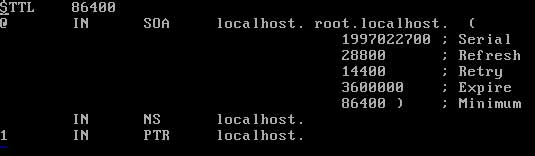 $TTL    86400
@       IN      SOA     localhost. root.localhost.  (
                                      1997022700 ; Serial
                                      28800      ; Refresh
                                      14400      ; Retry
                                      3600000    ; Expire
                                      86400 )    ; Minimum
        IN      NS      localhost.
1       IN      PTR     localhost.